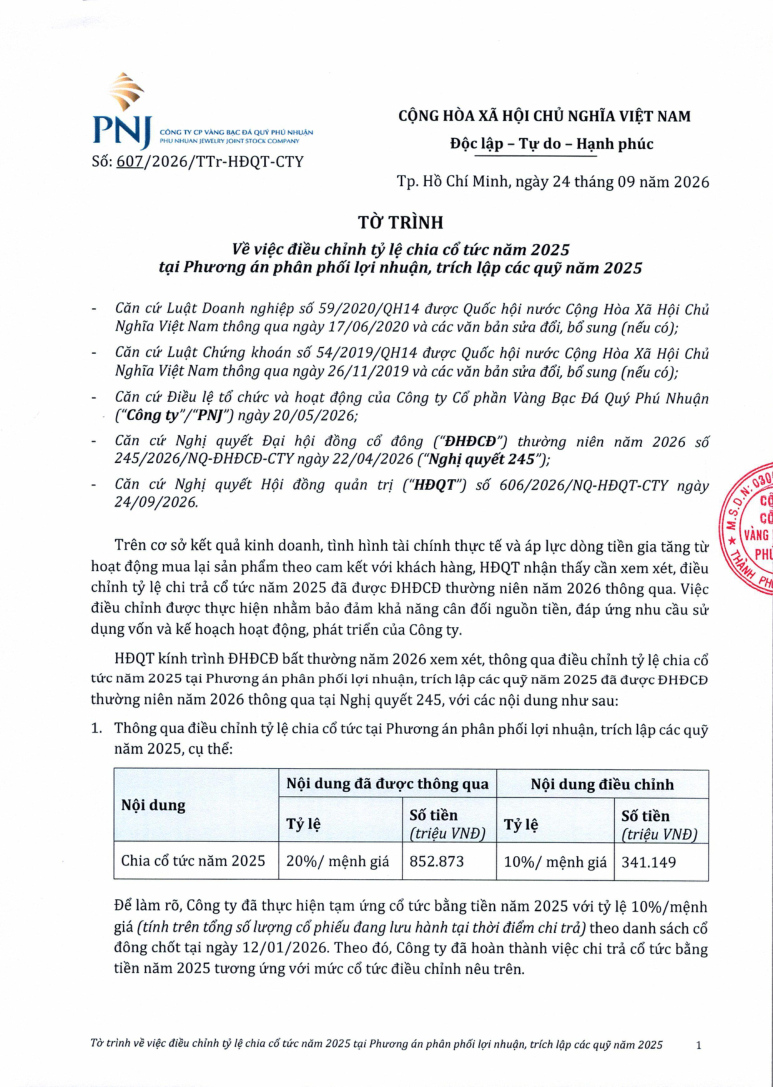 PNJ
CÔNG TY CP VÀNG BẠC ĐÁ QUÝ PHÚ NHUẬN
PHU NHUAN JEWELRY JOINT STOCK COMPANY
Số: 607/2026/TTr-HĐQT-CTY
CỘNG HÒA XÃ HỘI CHỦ NGHĨA VIỆT NAM
Độc lập – Tự do – Hạnh phúc
Tp. Hồ Chí Minh, ngày 24 tháng 09 năm 2026
TỜ TRÌNH
Về việc điều chỉnh tỷ lệ chia cổ tức năm 2025
tại Phương án phân phối lợi nhuận, trích lập các quỹ năm 2025
- Căn cứ Luật Doanh nghiệp số 59/2020/QH14 được Quốc hội nước Cộng Hòa Xã Hội Chủ
Nghĩa Việt Nam thông qua ngày 17/06/2020 và các văn bản sửa đổi, bổ sung (nếu có);
- Căn cứ Luật Chứng khoán số 54/2019/QH14 được Quốc hội nước Cộng Hòa Xã Hội Chủ
Nghĩa Việt Nam thông qua ngày 26/11/2019 và các văn bản sửa đổi, bổ sung (nếu có);
- Căn cứ Điều lệ tổ chức và hoạt động của Công ty Cổ phần Vàng Bạc Đá Quý Phú Nhuận
(“Công ty”/“PNJ”) ngày 20/05/2026;
- Căn cứ Nghị quyết Đại hội đồng cổ đông (“ĐHĐCĐ”) thường niên năm 2026 số
245/2026/NQ-ĐHĐCĐ-CTY ngày 22/04/2026 (“Nghị quyết 245”);
- Căn cứ Nghị quyết Hội đồng quản trị (“HĐQT”) số 606/2026/NQ-HĐQT-CTY ngày
24/09/2026.
M.S.D.N: 030
CÔ
CỔ
VÀNG
PHÚ
★ THÀNH PH
Trên cơ sở kết quả kinh doanh, tình hình tài chính thực tế và áp lực dòng tiền gia tăng từ
hoạt động mua lại sản phẩm theo cam kết với khách hàng, HĐQT nhận thấy cần xem xét, điều
chỉnh tỷ lệ chi trả cổ tức năm 2025 đã được ĐHĐCĐ thường niên năm 2026 thông qua. Việc
điều chỉnh được thực hiện nhằm bảo đảm khả năng cân đối nguồn tiền, đáp ứng nhu cầu sử
dụng vốn và kế hoạch hoạt động, phát triển của Công ty.
HĐQT kính trình ĐHĐCĐ bất thường năm 2026 xem xét, thông qua điều chỉnh tỷ lệ chia cổ
tức năm 2025 tại Phương án phân phối lợi nhuận, trích lập các quỹ năm 2025 đã được ĐHĐCĐ
thường niên năm 2026 thông qua tại Nghị quyết 245, với các nội dung như sau:
1. Thông qua điều chỉnh tỷ lệ chia cổ tức tại Phương án phân phối lợi nhuận, trích lập các quỹ
năm 2025, cụ thể:
Nội dung
Nội dung đã được thông qua
Nội dung điều chỉnh
Tỷ lệ
Số tiền
(triệu VNĐ)
Tỷ lệ
Số tiền
(triệu VNĐ)
Chia cổ tức năm 2025
20%/ mệnh giá
852.873
10%/ mệnh giá
341.149
Để làm rõ, Công ty đã thực hiện tạm ứng cổ tức bằng tiền năm 2025 với tỷ lệ 10%/mệnh
giá (tính trên tổng số lượng cổ phiếu đang lưu hành tại thời điểm chi trả) theo danh sách cổ
đông chốt tại ngày 12/01/2026. Theo đó, Công ty đã hoàn thành việc chi trả cổ tức bằng
tiền năm 2025 tương ứng với mức cổ tức điều chỉnh nêu trên.
Tờ trình về việc điều chỉnh tỷ lệ chia cổ tức năm 2025 tại Phương án phân phối lợi nhuận, trích lập các quỹ năm 2025
1